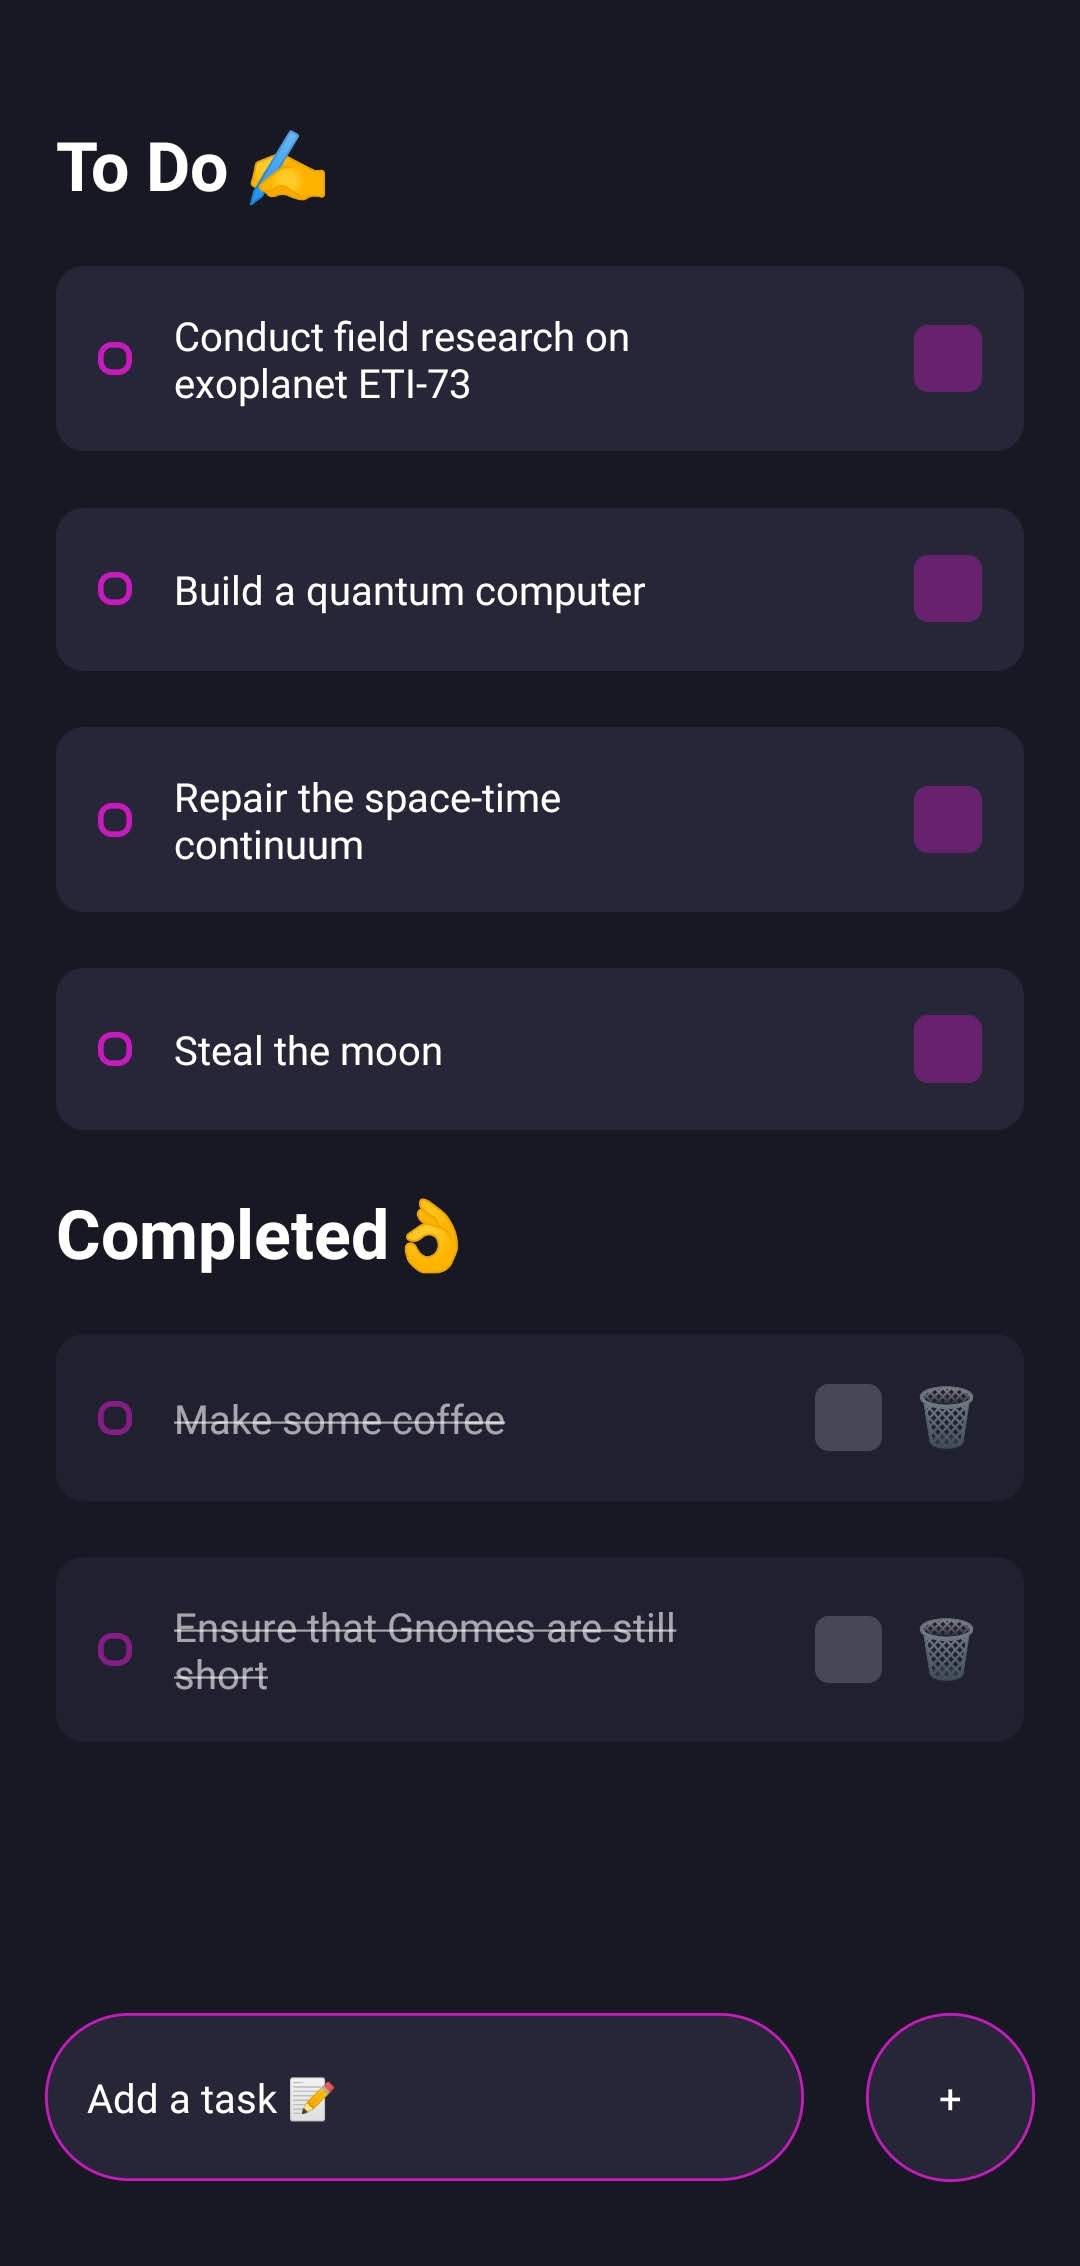 To Do ✍️
Conduct field research on
exoplanet ETI-73
Build a quantum computer
Repair the space-time
continuum
Steal the moon
Completed👌
Make some coffee
Ensure that Gnomes are still
short
Add a task 📝
+